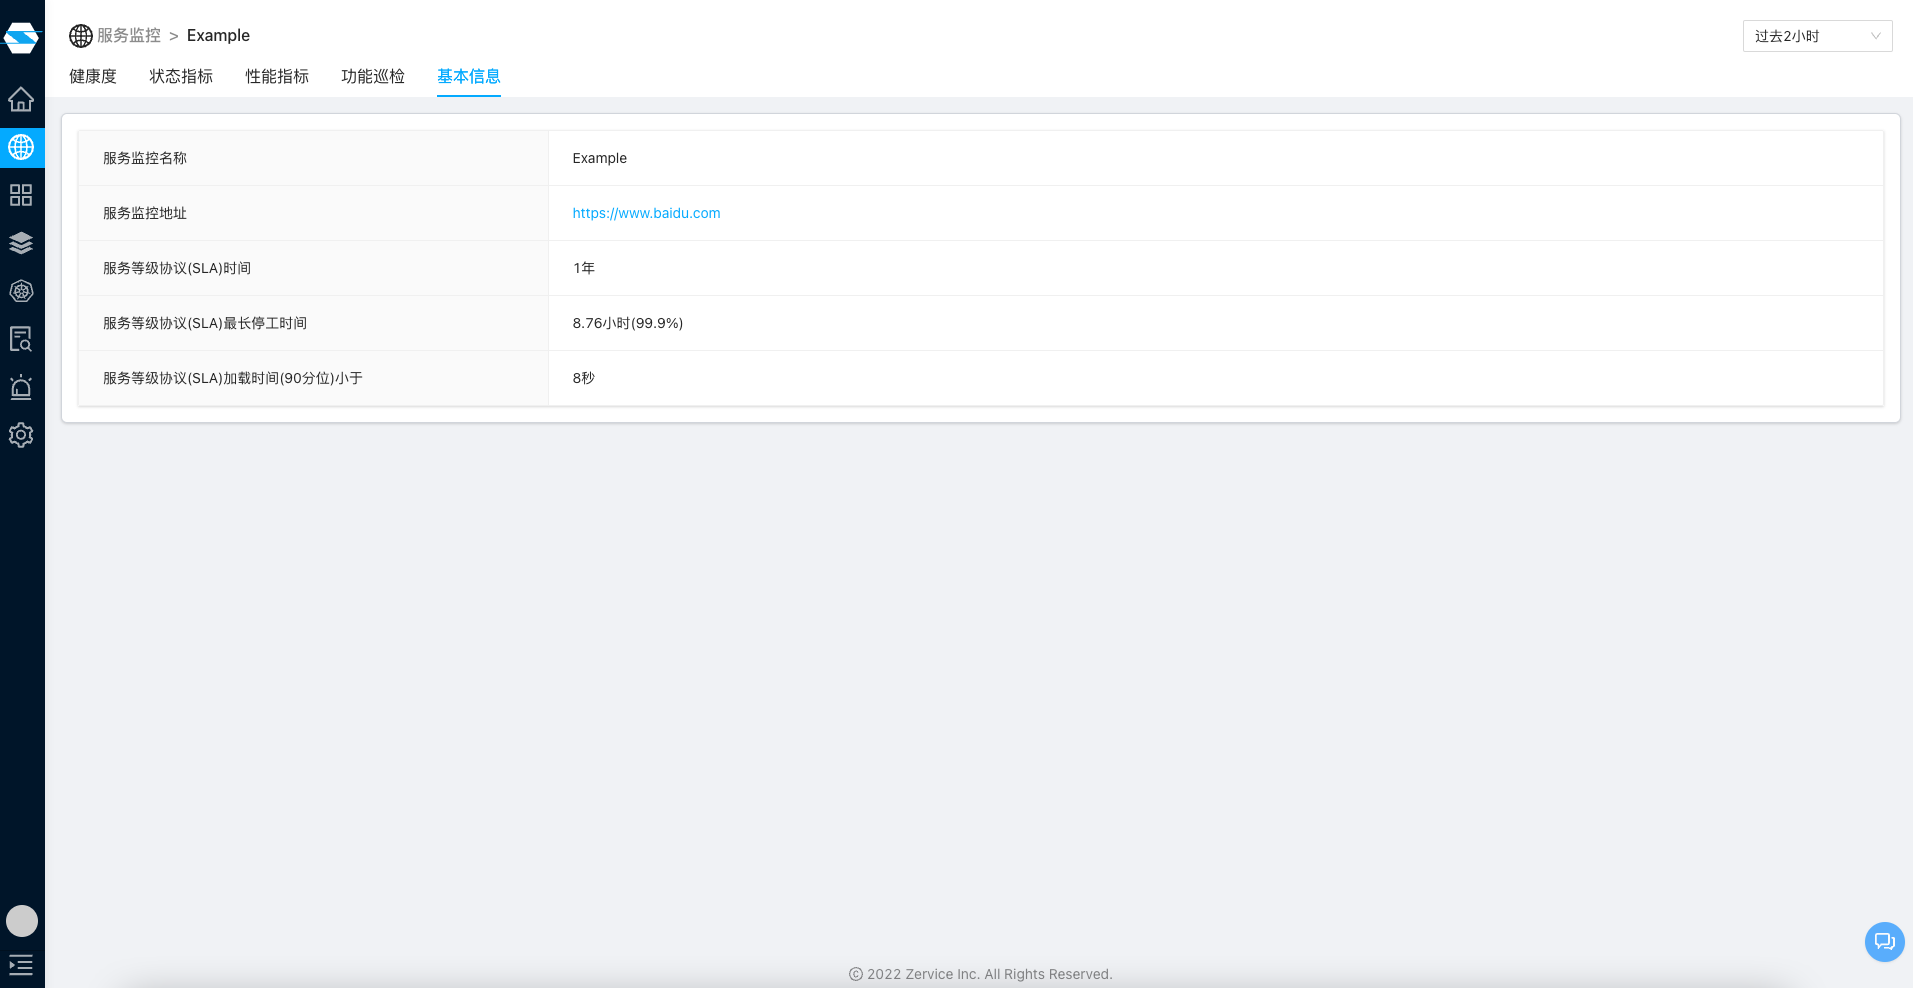 服务监控 > Example
过去2小时
健康度 状态指标 性能指标 功能巡检 基本信息
服务监控名称 Example
服务监控地址 https://www.baidu.com
服务等级协议(SLA)时间 1年
服务等级协议(SLA)最长停工时间 8.76小时(99.9%)
服务等级协议(SLA)加载时间(90分位)小于 8秒
© 2022 Zervice Inc. All Rights Reserved.